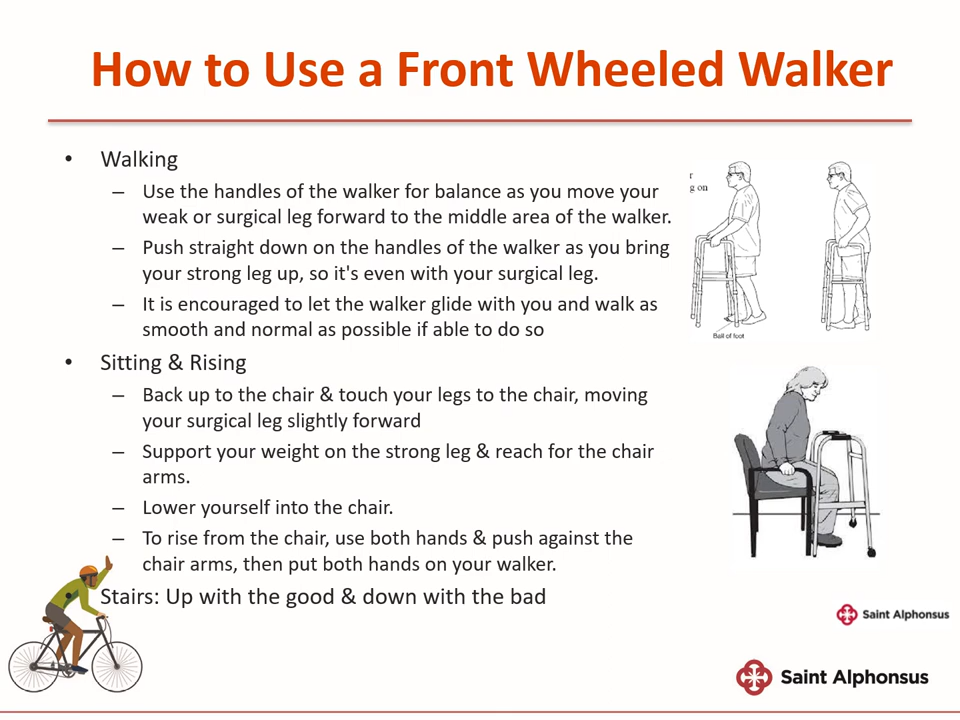 How to Use a Front Wheeled Walker
• Walking
– Use the handles of the walker for balance as you move your
weak or surgical leg forward to the middle area of the walker.
– Push straight down on the handles of the walker as you bring
your strong leg up, so it's even with your surgical leg.
– It is encouraged to let the walker glide with you and walk as
smooth and normal as possible if able to do so
• Sitting & Rising
– Back up to the chair & touch your legs to the chair, moving
your surgical leg slightly forward
– Support your weight on the strong leg & reach for the chair
arms.
– Lower yourself into the chair.
– To rise from the chair, use both hands & push against the
chair arms, then put both hands on your walker.
Stairs: Up with the good & down with the bad
r
g on
Ball of foot
Saint Alphonsus
Saint Alphonsus